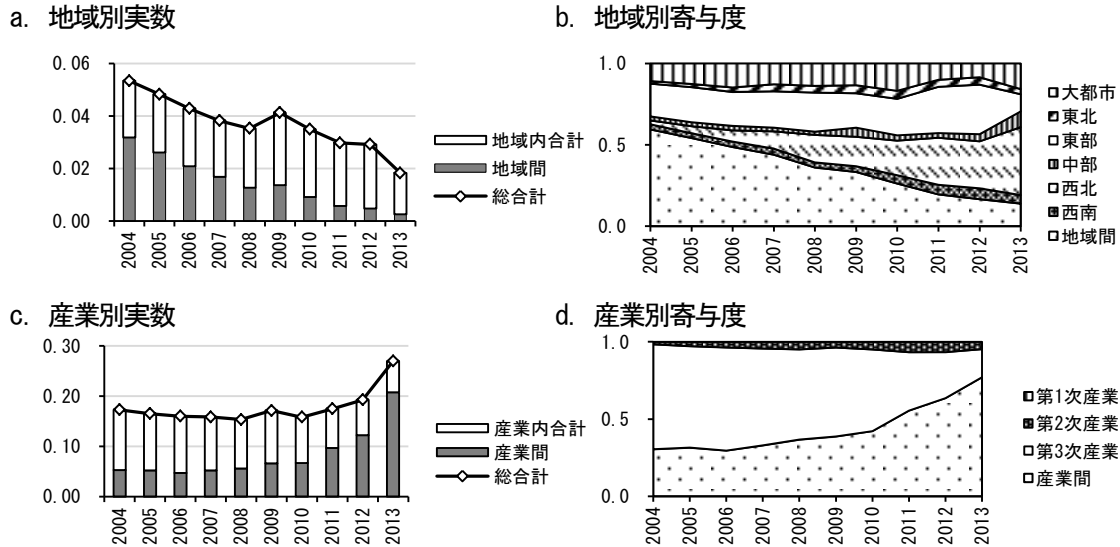 a. 地域別実数
0.06
0.04
0.02
0.00
2004
2005
2006
2007
2008
2009
2010
2011
2012
2013
地域内合計
地域間
総合計
b. 地域別寄与度
1.0
0.5
0.0
2004
2005
2006
2007
2008
2009
2010
2011
2012
2013
大都市
東北
東部
中部
西北
西南
地域間
c. 産業別実数
0.30
0.20
0.10
0.00
2004
2005
2006
2007
2008
2009
2010
2011
2012
2013
産業内合計
産業間
総合計
d. 産業別寄与度
1.0
0.5
0.0
2004
2005
2006
2007
2008
2009
2010
2011
2012
2013
第1次産業
第2次産業
第3次産業
産業間